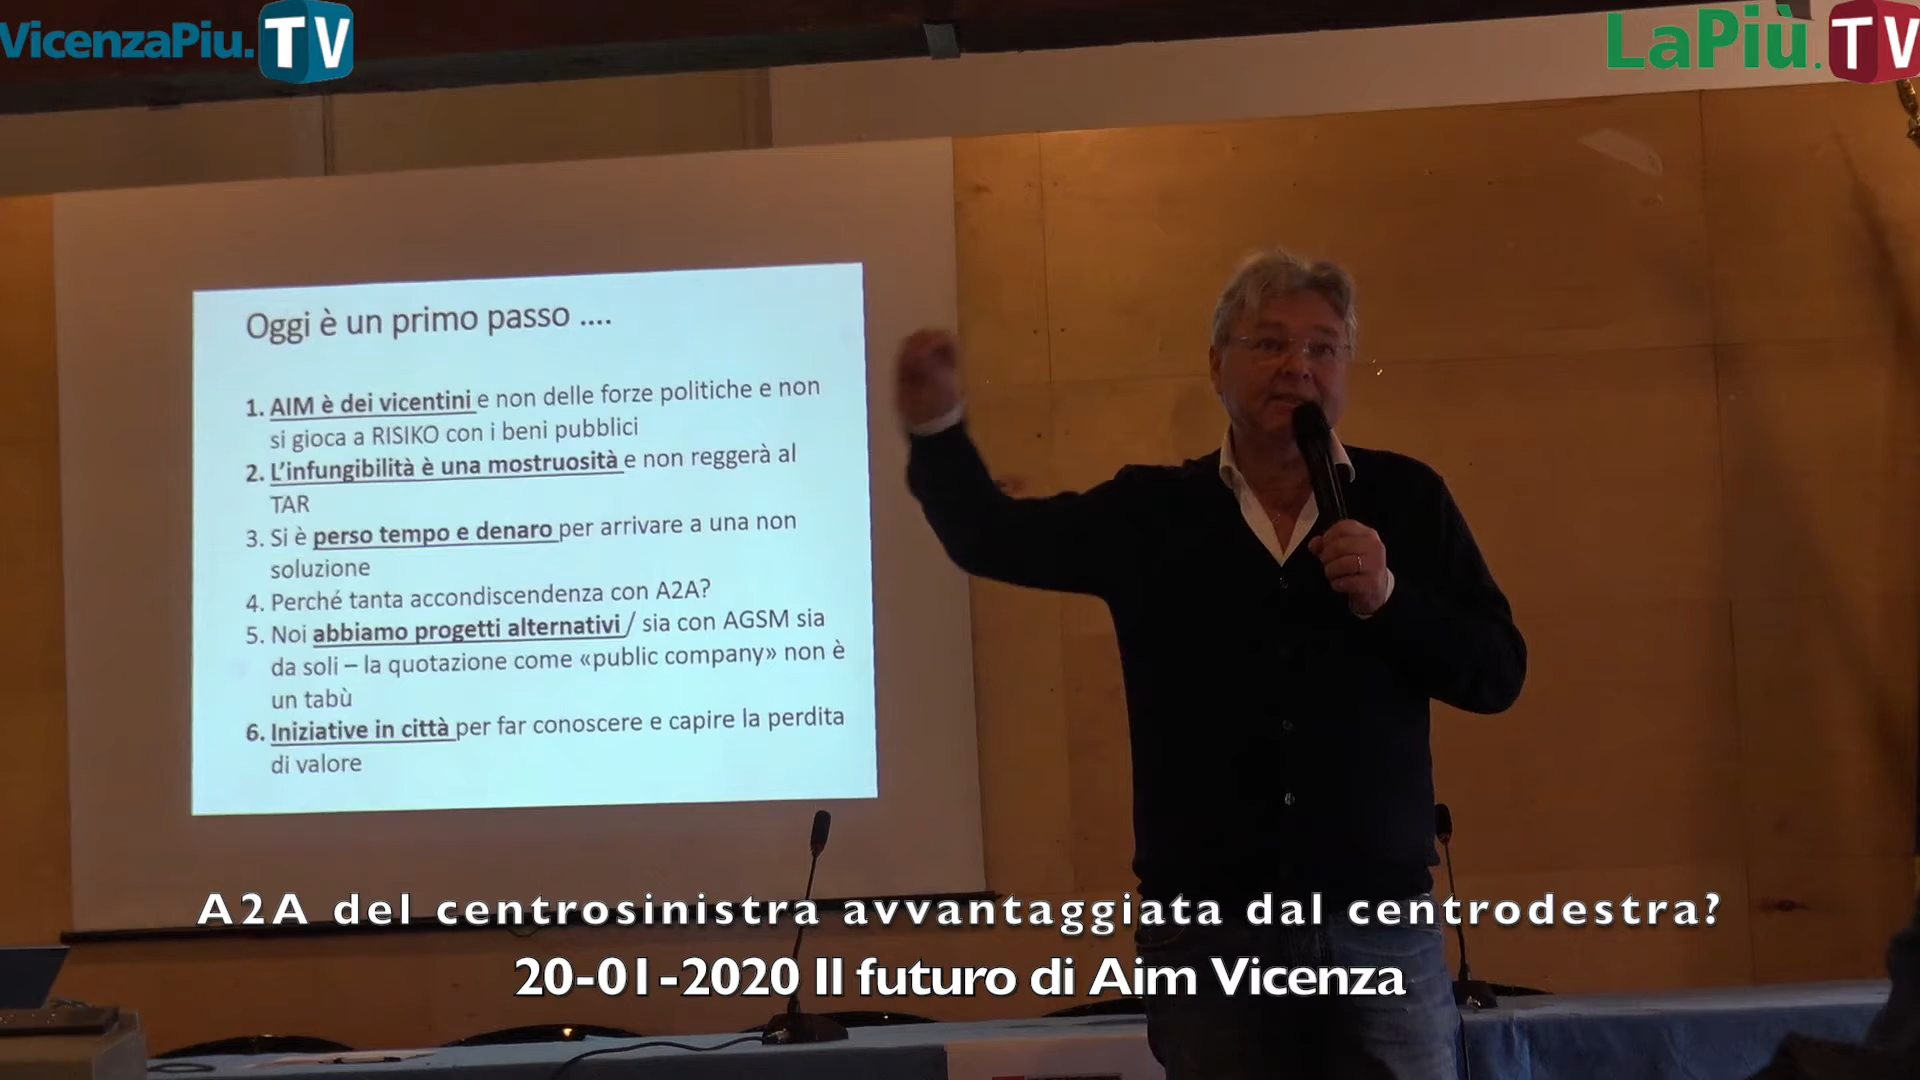 VicenzaPiu.TV
LaPiù.TV
Oggi è un primo passo ....
1. AIM è dei vicentini e non delle forze politiche e non
si gioca a RISIKO con i beni pubblici
2. L'infungibilità è una mostruosità e non reggerà al
TAR
3. Si è perso tempo e denaro per arrivare a una non
soluzione
4. Perché tanta accondiscendenza con A2A?
5. Noi abbiamo progetti alternativi / sia con AGSM sia
da soli – la quotazione come «public company» non è
un tabù
6. Iniziative in città per far conoscere e capire la perdita
di valore
A2A del centrosinistra avvantaggiata dal centrodestra?
20-01-2020 Il futuro di Aim Vicenza